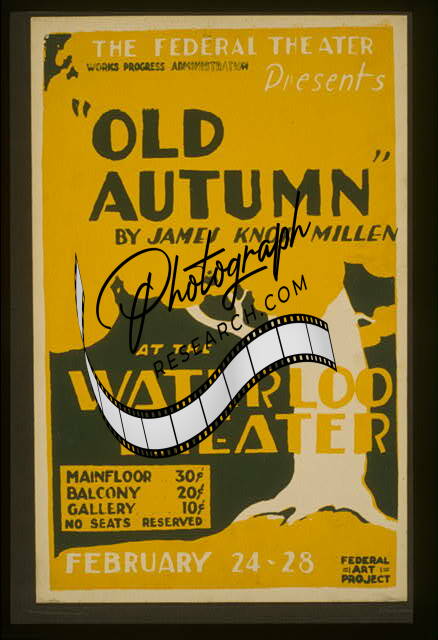 THE FEDERAL THEATER
WORKS PROGRESS ADMINISTRATION
Presents
"OLD
AUTUMN"
BY JAMES KNOX MILLEN
Photograph
RESEARCH.COM
AT THE
WATERLOO
THEATER
MAINFLOOR 30¢
BALCONY 20¢
GALLERY 10¢
NO SEATS RESERVED
FEBRUARY 24-28
FEDERAL
=ART=
PROJECT